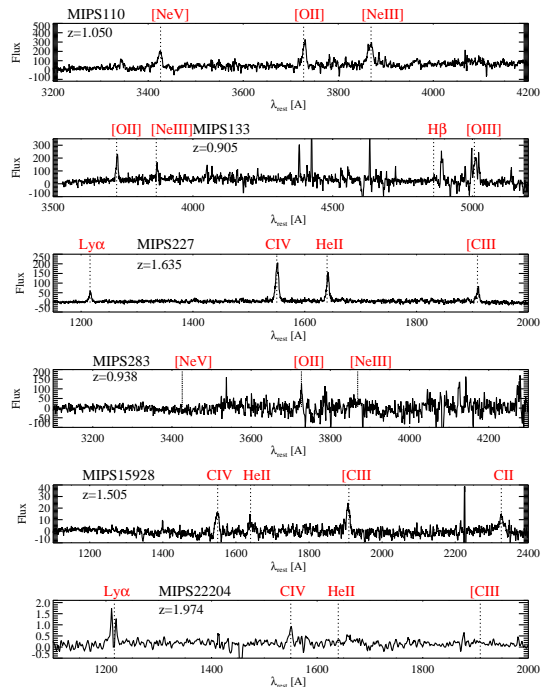 MIPS110 [NeV] [OII] [NeIII]
z=1.050
Flux
500
400
300
200
100
0
-100
3200 3400 3600 3800 4000 4200
λrest [A]
[OII] [NeIII] MIPS133 Hβ [OIII]
z=0.905
Flux
300
200
100
0
-100
3500 4000 4500 5000
λrest [A]
Lyα MIPS227 CIV HeII [CIII
z=1.635
Flux
250
200
150
100
50
0
-50
1200 1400 1600 1800 2000
λrest [A]
MIPS283 [NeV] [OII] [NeIII]
z=0.938
Flux
200
150
100
50
0
-50
-100
3200 3400 3600 3800 4000 4200
λrest [A]
MIPS15928 CIV HeII [CIII CII
z=1.505
Flux
40
30
20
10
0
-10
1200 1400 1600 1800 2000 2200 2400
λrest [A]
Lyα MIPS22204 CIV HeII [CIII
z=1.974
Flux
2.0
1.5
1.0
0.5
0.0
-0.5
1200 1400 1600 1800 2000
λrest [A]